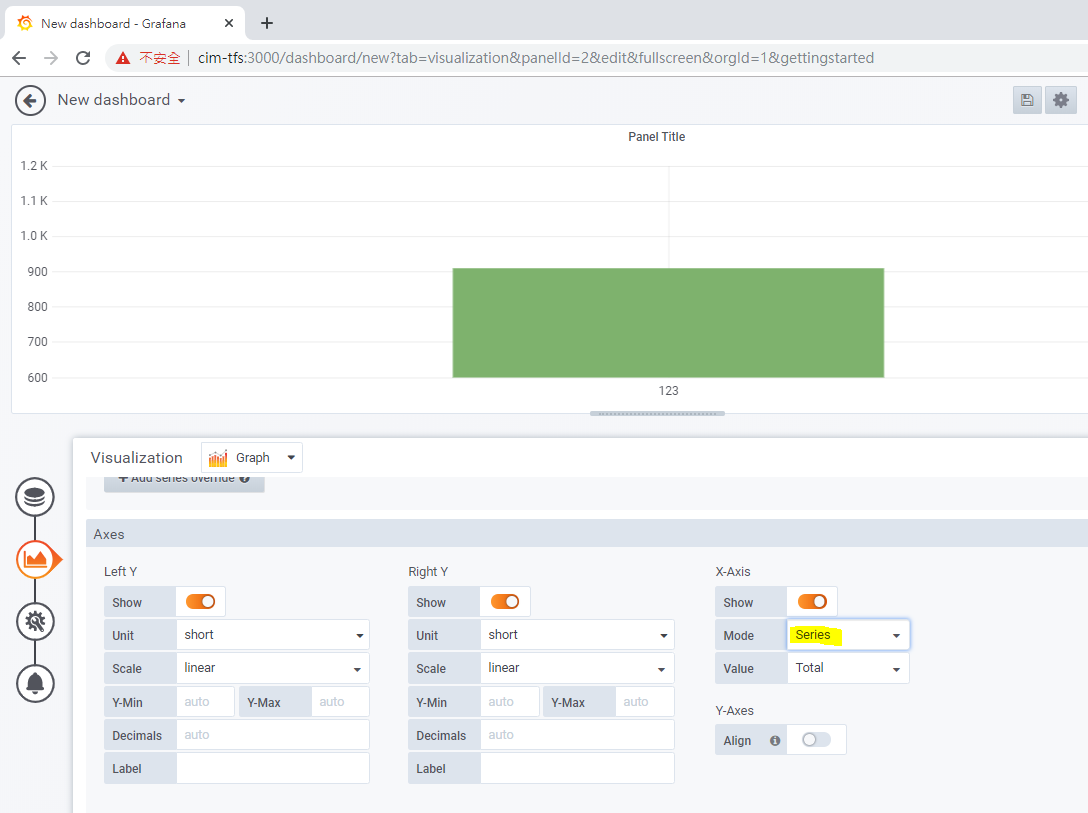 New dashboard - Grafana
不安全 cim-tfs:3000/dashboard/new?tab=visualization&panelId=2&edit&fullscreen&orgId=1&gettingstarted
New dashboard
Panel Title
1.2 K
1.1 K
1.0 K
900
800
700
600
123
Visualization Graph
+ Add series override
Axes
Left Y Right Y X-Axis
Show Show Show
Unit short Unit short Mode Series
Scale linear Scale linear Value Total
Y-Min auto Y-Max auto Y-Min auto Y-Max auto Y-Axes
Decimals auto Decimals auto Align
Label Label